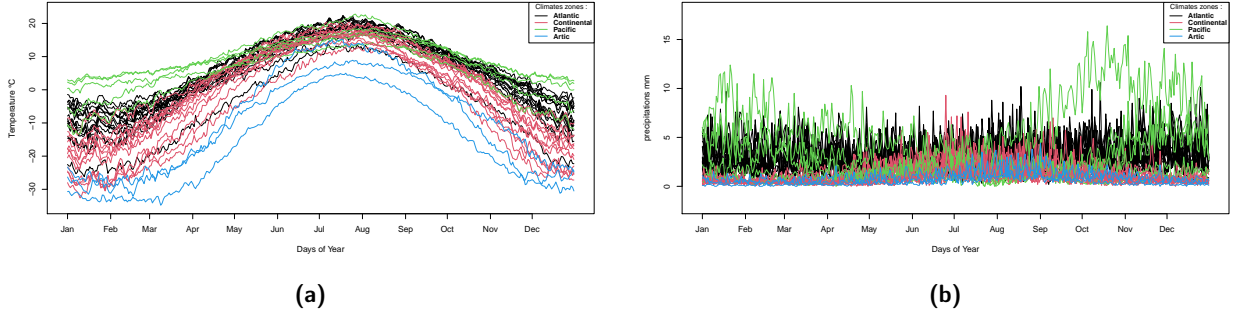 Climates zones :
Atlantic
Continental
Pacific
Artic
Temperature °C
20
10
0
-10
-20
-30
Jan Feb Mar Apr May Jun Jul Aug Sep Oct Nov Dec
Days of Year
(a)
Climates zones :
Atlantic
Continental
Pacific
Artic
precipitations mm
15
10
5
0
Jan Feb Mar Apr May Jun Jul Aug Sep Oct Nov Dec
Days of Year
(b)